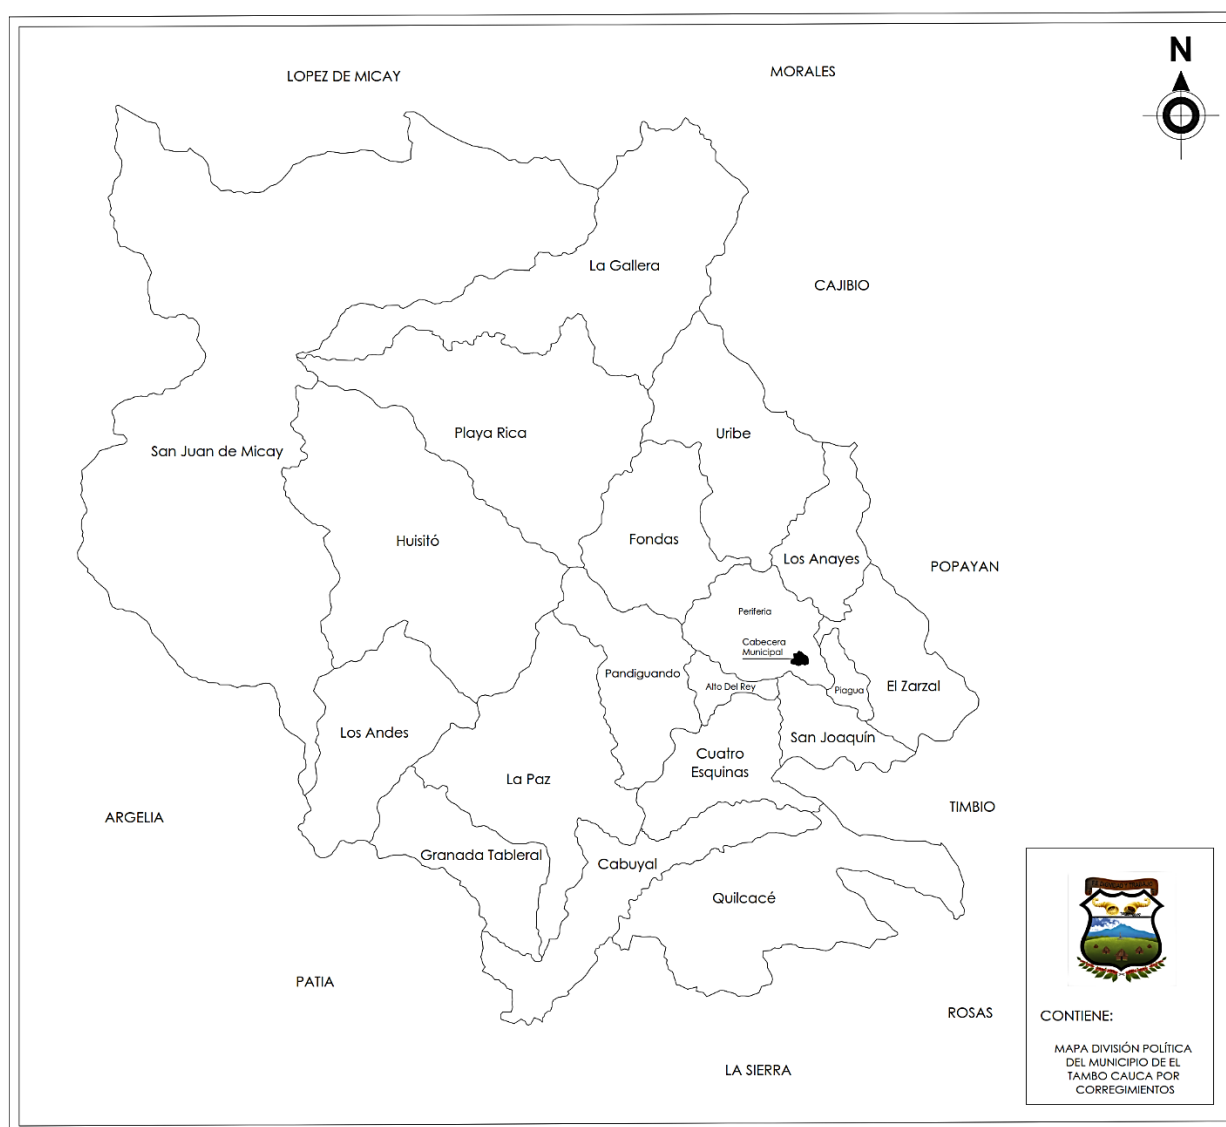 N
LOPEZ DE MICAY
MORALES
La Gallera
CAJIBIO
Playa Rica
Uribe
San Juan de Micay
Huisitó
Fondas
Los Anayes
POPAYAN
Periferia
Cabecera
Municipal
Pandiguando
Alto Del Rey
Piagua
El Zarzal
Los Andes
San Joaquín
Cuatro
Esquinas
La Paz
ARGELIA
TIMBIO
Granada Tableral
Cabuyal
Quilcacé
PATIA
ROSAS
LA SIERRA
CONTIENE:
MAPA DIVISIÓN POLÍTICA
DEL MUNICIPIO DE EL
TAMBO CAUCA POR
CORREGIMIENTOS